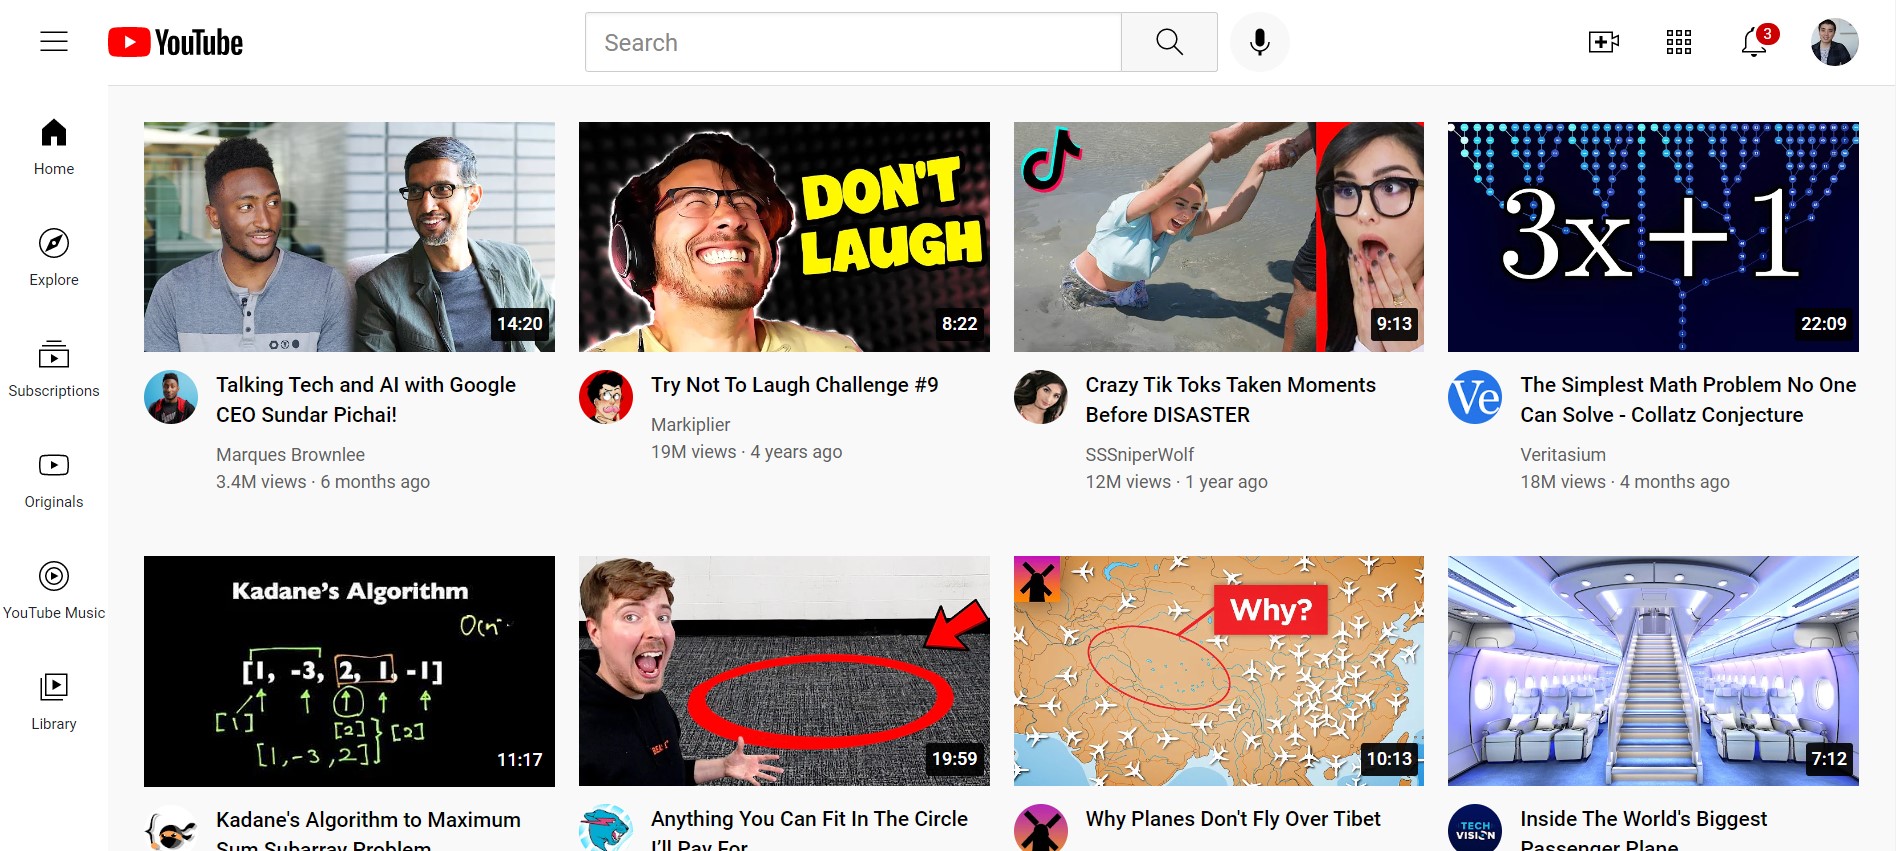 YouTube
Search
3
Home
Explore
Subscriptions
Originals
YouTube Music
Library
14:20
Talking Tech and AI with Google
CEO Sundar Pichai!
Marques Brownlee
3.4M views · 6 months ago
DON'T
LAUGH
8:22
Try Not To Laugh Challenge #9
Markiplier
19M views · 4 years ago
9:13
Crazy Tik Toks Taken Moments
Before DISASTER
SSSniperWolf
12M views · 1 year ago
3x+1
22:09
Ve
The Simplest Math Problem No One
Can Solve - Collatz Conjecture
Veritasium
18M views · 4 months ago
Kadane's Algorithm
[1, -3, 2, 1, -1]
[1]
[2]
[2]
[1,-3,2]
11:17
Kadane's Algorithm to Maximum
Sum Subarray Problem
19:59
Anything You Can Fit In The Circle
I'll Pay For
Why?
10:13
Why Planes Don't Fly Over Tibet
7:12
TECH
VISION
Inside The World's Biggest
Passenger Plane